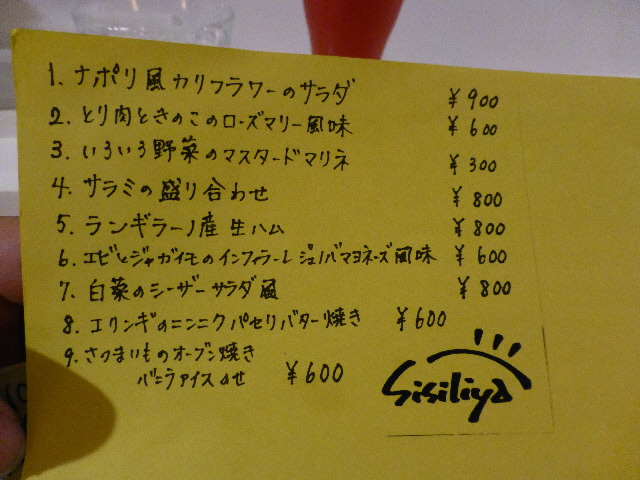 1. ナポリ風カリフラワーのサラダ ¥900
2. とり肉ときのこのローズマリー風味 ¥600
3. いろいろ野菜のマスタードマリネ ¥300
4. サラミの盛り合わせ ¥800
5. ランギラーノ産生ハム ¥800
6. エビとジャガイモのインフィラーレ ジェノバマヨネーズ風味 ¥600
7. 白菜のシーザーサラダ風 ¥800
8. エリンギのニンニクパセリバター焼き ¥600
9. さつまいものオーブン焼き
バニラアイスのせ ¥600
Sisiliya